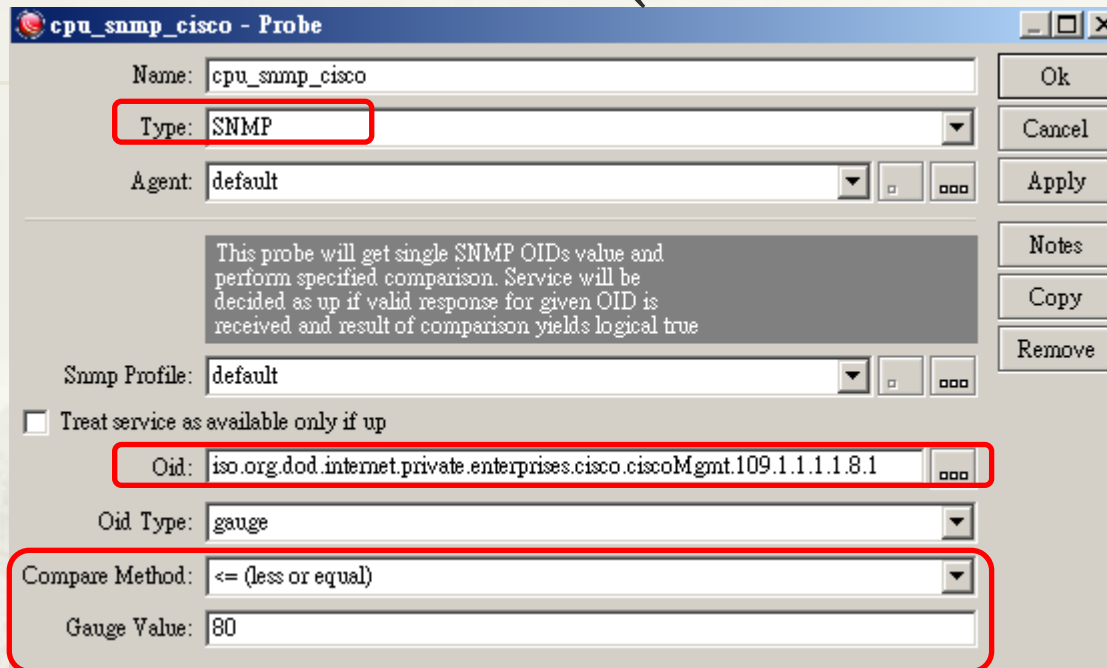 cpu_snmp_cisco - Probe
Name: cpu_snmp_cisco
Ok
Type: SNMP
Cancel
Agent: default
Apply
This probe will get single SNMP OIDs value and
perform specified comparison. Service will be
decided as up if valid response for given OID is
received and result of comparison yields logical true
Notes
Copy
Remove
Snmp Profile: default
Treat service as available only if up
Oid: iso.org.dod.internet.private.enterprises.cisco.ciscoMgmt.109.1.1.1.1.8.1
Oid Type: gauge
Compare Method: <= (less or equal)
Gauge Value: 80